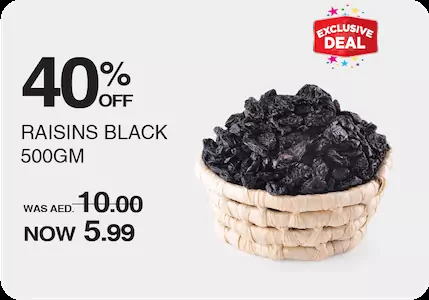 EXCLUSIVE
DEAL
40% OFF
RAISINS BLACK
500GM
WAS AED. 10.00
NOW 5.99